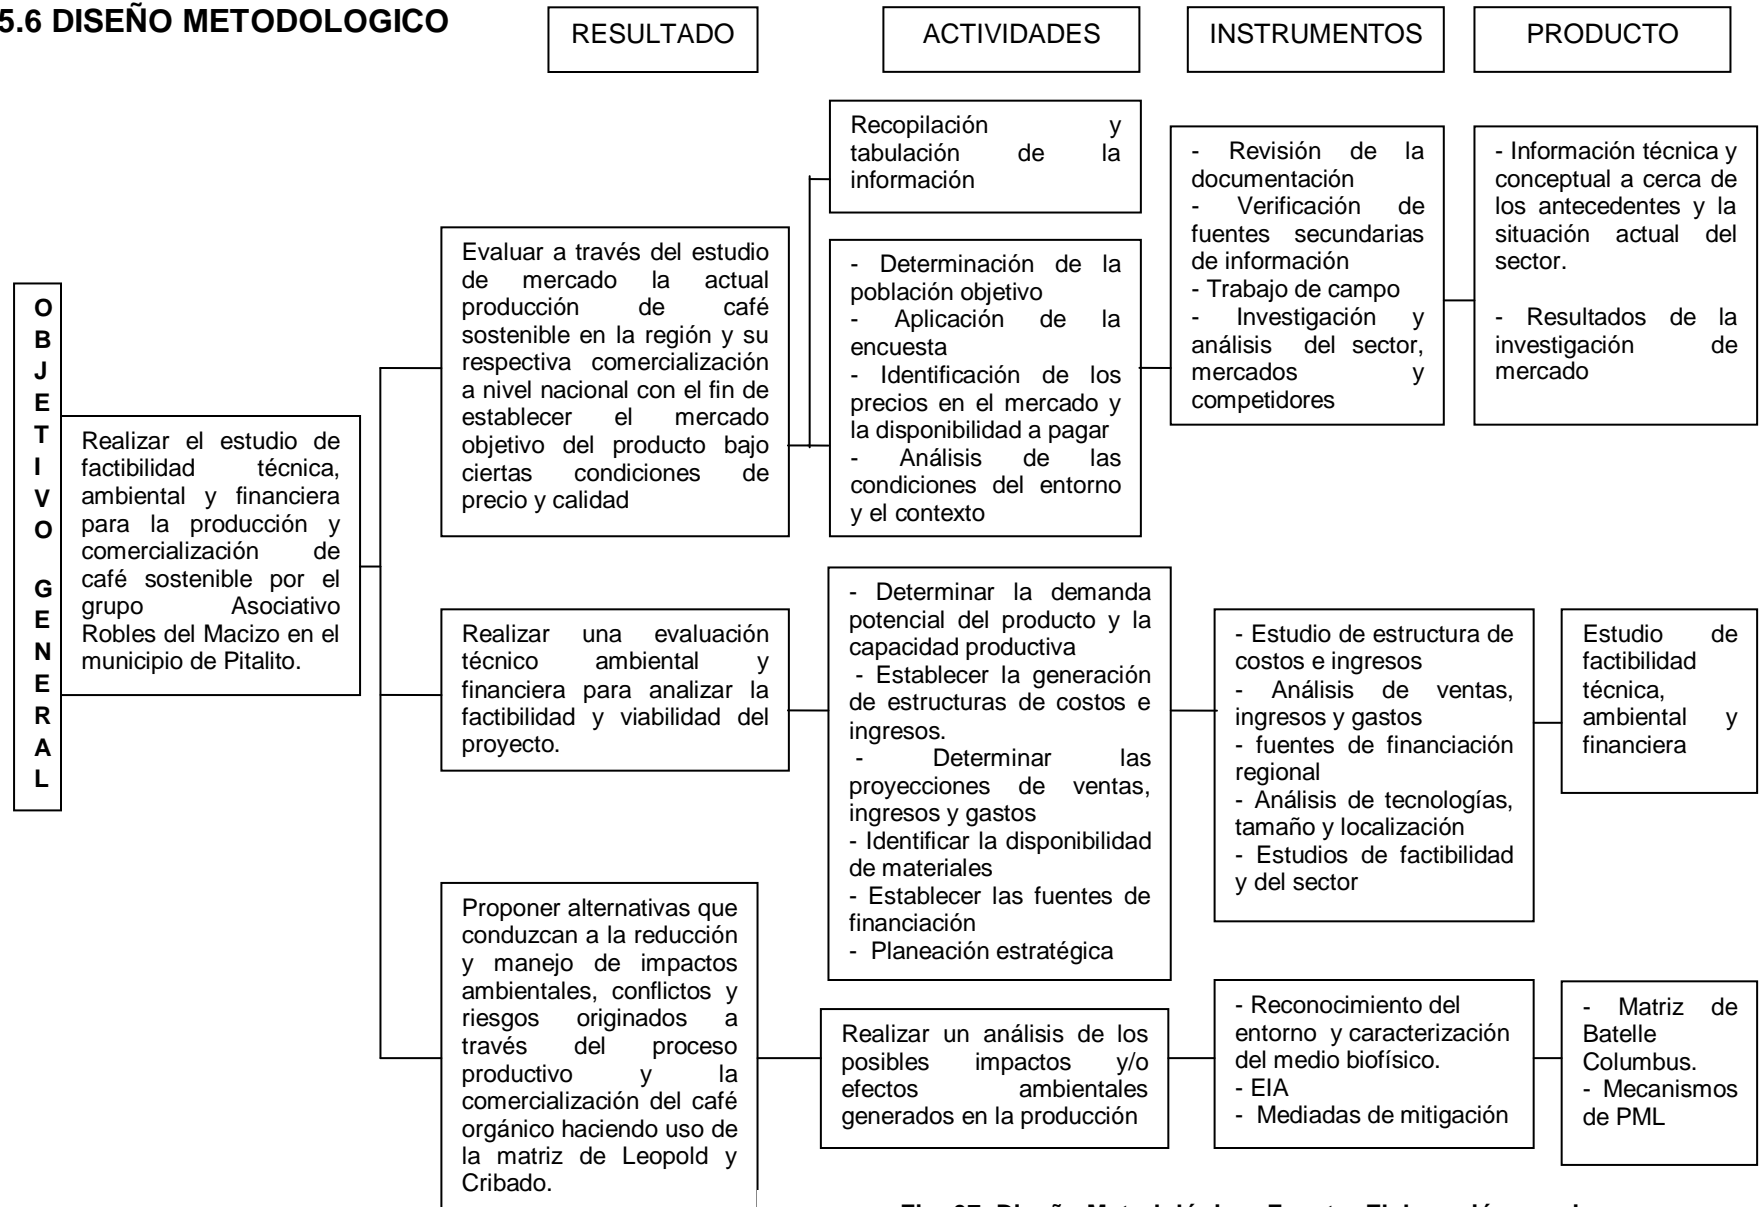 5.6 DISEÑO METODOLOGICO
RESULTADO
ACTIVIDADES
INSTRUMENTOS
PRODUCTO
OBJETIVO GENERAL
Realizar el estudio de
factibilidad técnica,
ambiental y financiera
para la producción y
comercialización de
café sostenible por el
grupo Asociativo
Robles del Macizo en el
municipio de Pitalito.
Evaluar a través del estudio
de mercado la actual
producción de café
sostenible en la región y su
respectiva comercialización
a nivel nacional con el fin de
establecer el mercado
objetivo del producto bajo
ciertas condiciones de
precio y calidad
Recopilación y
tabulación de la
información
- Determinación de la
población objetivo
- Aplicación de la
encuesta
- Identificación de los
precios en el mercado y
la disponibilidad a pagar
- Análisis de las
condiciones del entorno
y el contexto
- Revisión de la
documentación
- Verificación de
fuentes secundarias
de información
- Trabajo de campo
- Investigación y
análisis del sector,
mercados y
competidores
- Información técnica y
conceptual a cerca de
los antecedentes y la
situación actual del
sector.
- Resultados de la
investigación de
mercado
Realizar una evaluación
técnico ambiental y
financiera para analizar la
factibilidad y viabilidad del
proyecto.
- Determinar la demanda
potencial del producto y la
capacidad productiva
- Establecer la generación
de estructuras de costos e
ingresos.
- Determinar las
proyecciones de ventas,
ingresos y gastos
- Identificar la disponibilidad
de materiales
- Establecer las fuentes de
financiación
- Planeación estratégica
- Estudio de estructura de
costos e ingresos
- Análisis de ventas,
ingresos y gastos
- fuentes de financiación
regional
- Análisis de tecnologías,
tamaño y localización
- Estudios de factibilidad
y del sector
Estudio de
factibilidad
técnica,
ambiental y
financiera
Proponer alternativas que
conduzcan a la reducción
y manejo de impactos
ambientales, conflictos y
riesgos originados a
través del proceso
productivo y la
comercialización del café
orgánico haciendo uso de
la matriz de Leopold y
Cribado.
Realizar un análisis de los
posibles impactos y/o
efectos ambientales
generados en la producción
- Reconocimiento del
entorno y caracterización
del medio biofísico.
- EIA
- Mediadas de mitigación
- Matriz de
Batelle
Columbus.
- Mecanismos
de PML